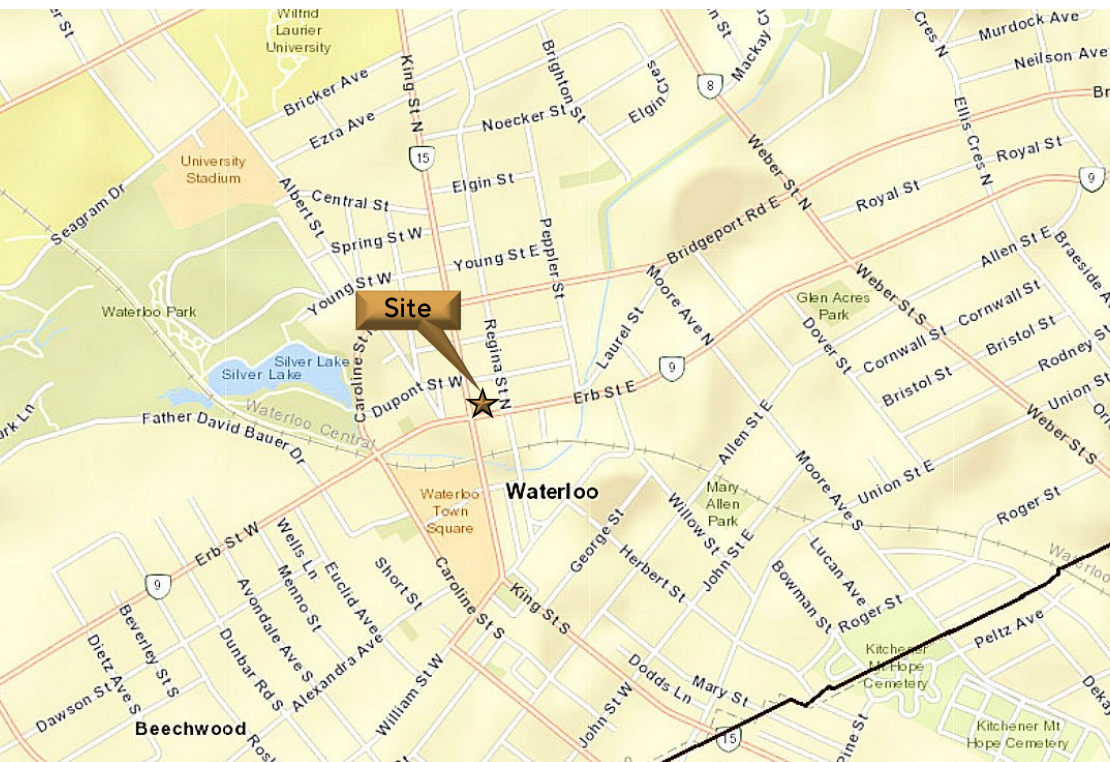 Wilfrid
Laurier
University
Murdock Ave
Mackay
Cres N
Neilson Ave
King St N
Brighton St
Elgin Cres
8
Bricker Ave
Ezra Ave
Noecker St
Ellis Cres N
15
Weber St N
Royal St
University
Stadium
Elgin St
9
Royal St
Seagram Dr
Albert St
Central St
Spring St W
Peppler St
Bridgeport Rd E
Allen St E
Young St E
Young St W
Moore Ave N
Weber St S
Waterloo Park
Site
Glen Acres
Park
Cornwall St
Cornwall St
Bristol St
Bristol St
Rodney St
Union St
Regina St N
Laurel St
Dover St
Silver Lake
Silver Lake
Caroline St
Dupont St W
9
Erb St E
Father David Bauer Dr
Waterloo Central
Allen St E
Weber St S
Moore Ave S
Union St E
Waterloo
Waterloo
Town
Square
Mary
Allen
Park
Willow St
Roger St
Erb St W
George St
Herbert St
John St E
Waterloo
9
Wells Ln
Menno St
Euclid Ave
Short St
Caroline St S
King St S
Bowman St
Lucan Ave
Roger St
Peltz Ave
Beverley St S
Dietz Ave S
Avondale Ave S
Dunbar Rd S
Alexandra Ave
William St W
Dodds Ln
Mary St
John St W
Kitchener
Mt Hope
Cemetery
Dawson St
Beechwood
15
Pine St
Kitchener Mt
Hope Cemetery